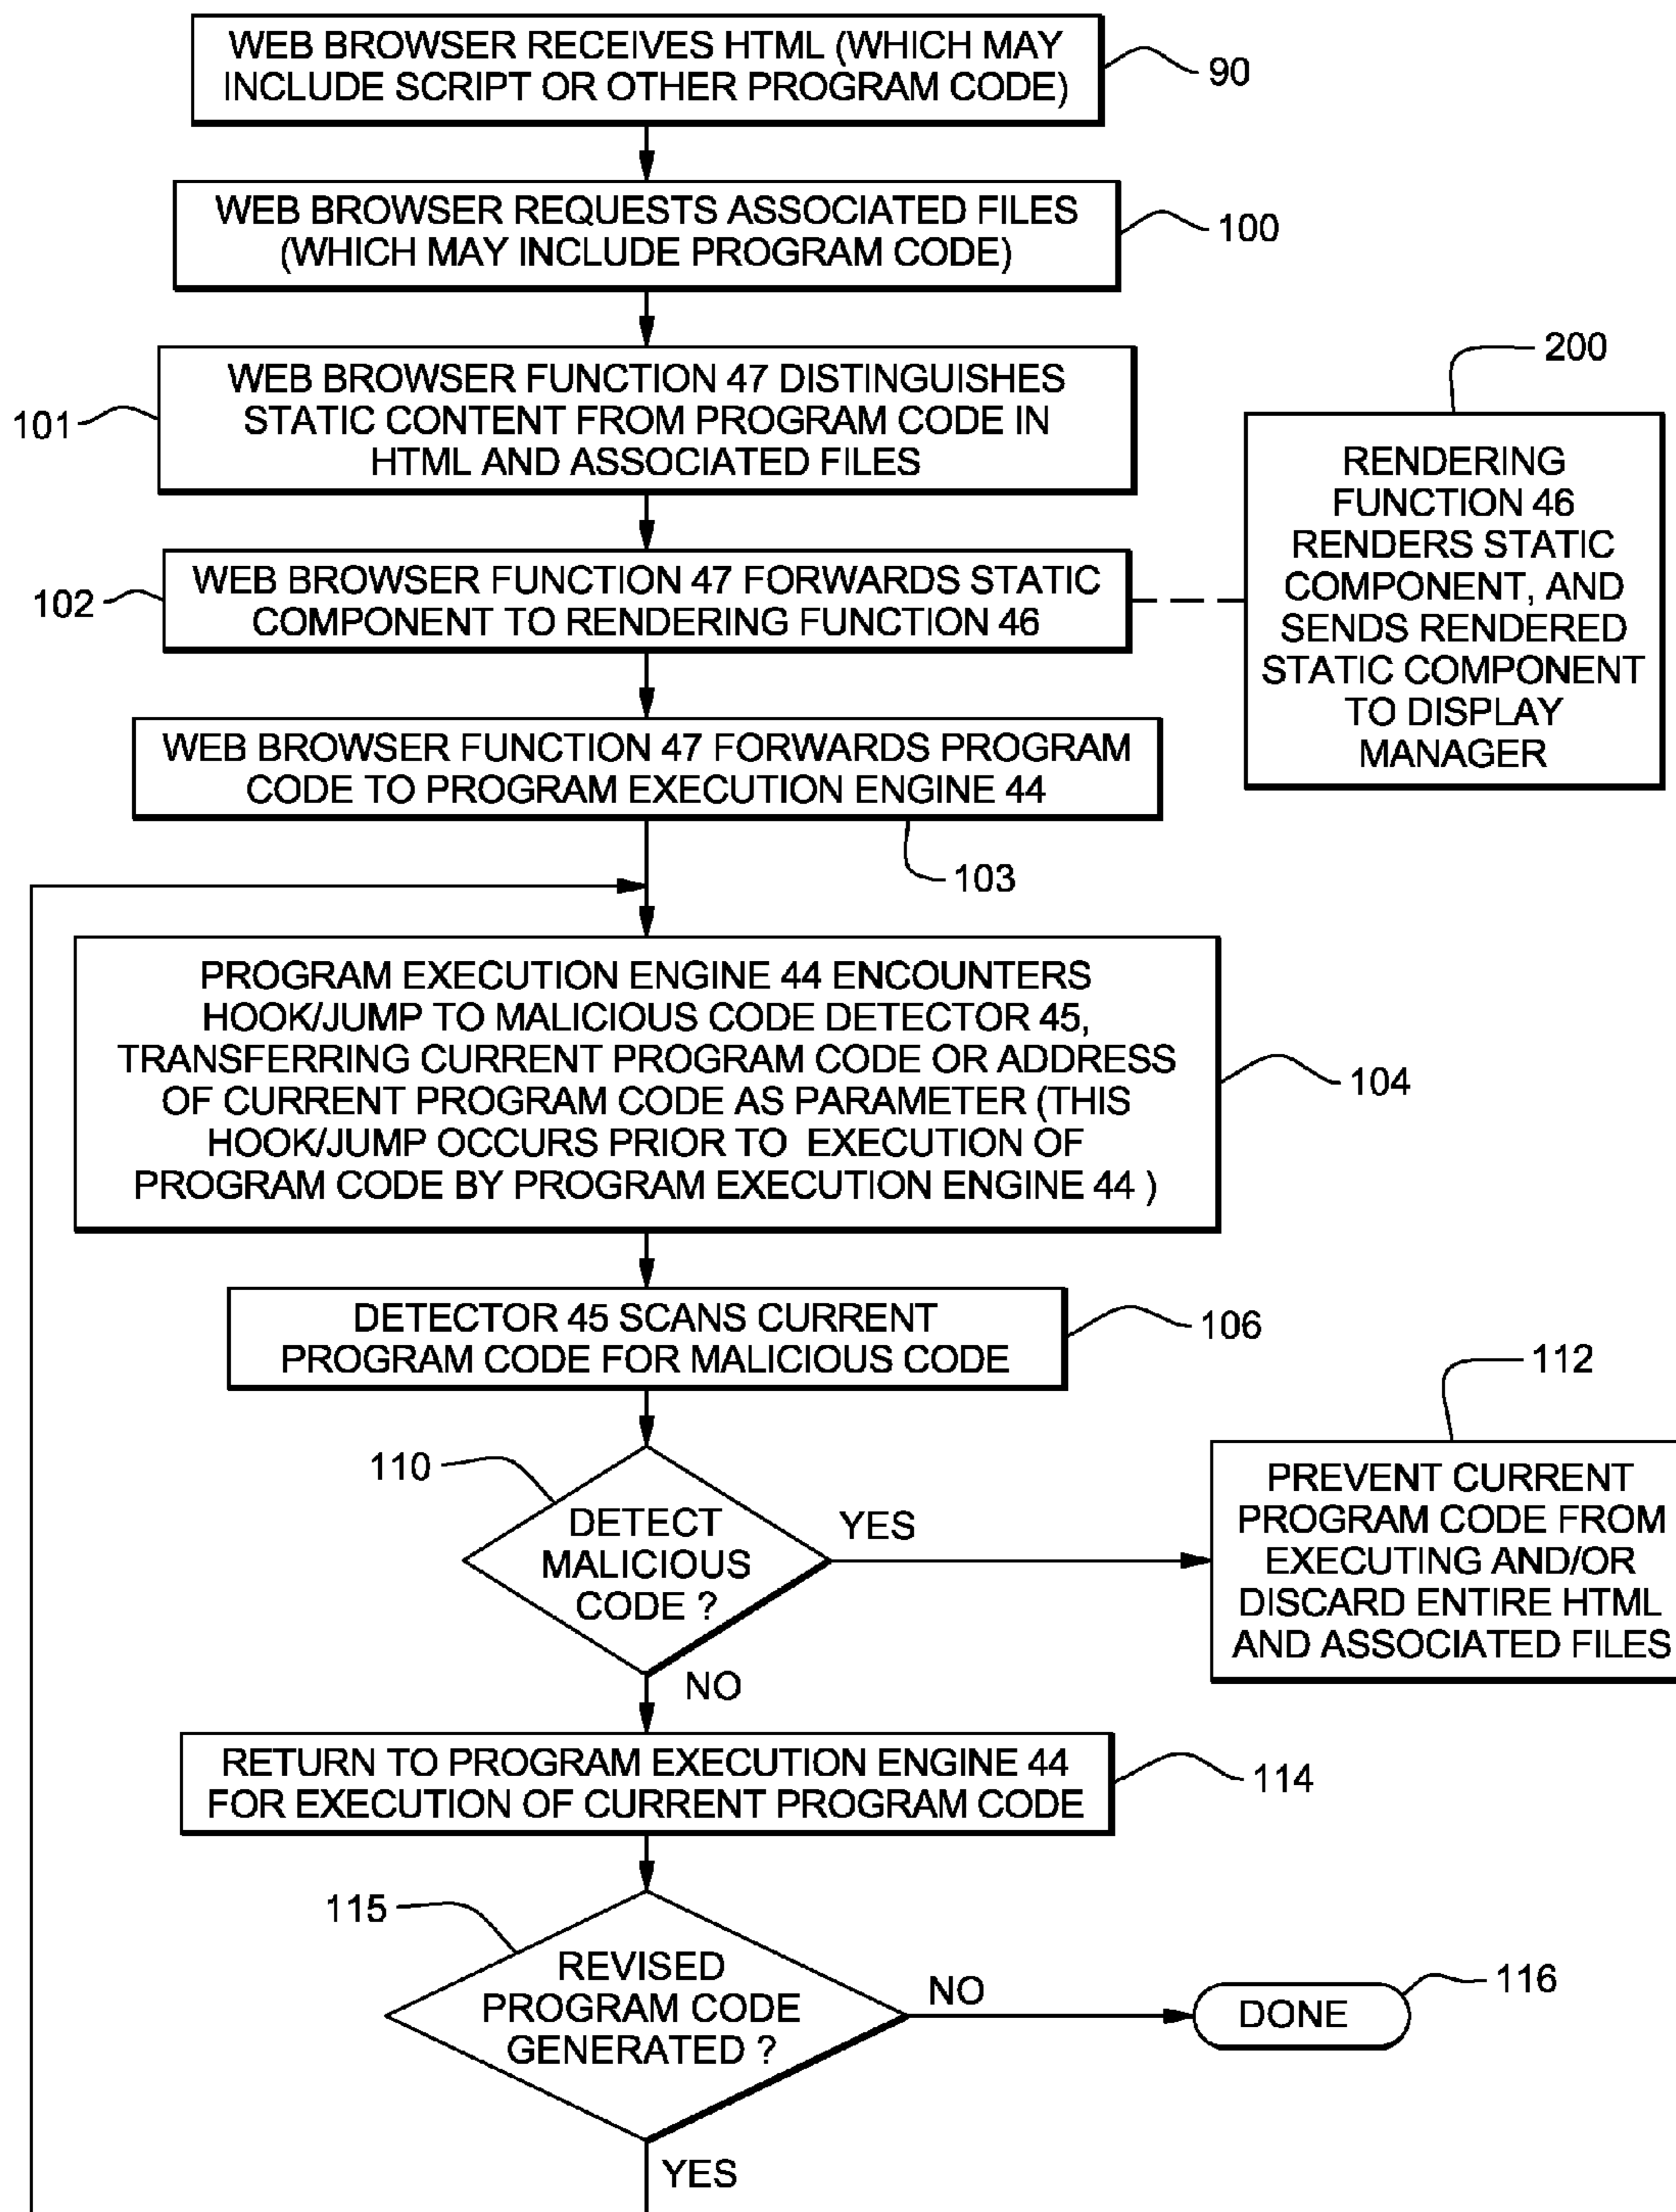 WEB BROWSER RECEIVES HTML (WHICH MAY
INCLUDE SCRIPT OR OTHER PROGRAM CODE)
90
WEB BROWSER REQUESTS ASSOCIATED FILES
(WHICH MAY INCLUDE PROGRAM CODE)
100
WEB BROWSER FUNCTION 47 DISTINGUISHES
STATIC CONTENT FROM PROGRAM CODE IN
HTML AND ASSOCIATED FILES
101
WEB BROWSER FUNCTION 47 FORWARDS STATIC
COMPONENT TO RENDERING FUNCTION 46
102
200
RENDERING
FUNCTION 46
RENDERS STATIC
COMPONENT, AND
SENDS RENDERED
STATIC COMPONENT
TO DISPLAY
MANAGER
WEB BROWSER FUNCTION 47 FORWARDS PROGRAM
CODE TO PROGRAM EXECUTION ENGINE 44
103
PROGRAM EXECUTION ENGINE 44 ENCOUNTERS
HOOK/JUMP TO MALICIOUS CODE DETECTOR 45,
TRANSFERRING CURRENT PROGRAM CODE OR ADDRESS
OF CURRENT PROGRAM CODE AS PARAMETER (THIS
HOOK/JUMP OCCURS PRIOR TO EXECUTION OF
PROGRAM CODE BY PROGRAM EXECUTION ENGINE 44 )
104
DETECTOR 45 SCANS CURRENT
PROGRAM CODE FOR MALICIOUS CODE
106
110
DETECT
MALICIOUS
CODE ?
YES
NO
112
PREVENT CURRENT
PROGRAM CODE FROM
EXECUTING AND/OR
DISCARD ENTIRE HTML
AND ASSOCIATED FILES
RETURN TO PROGRAM EXECUTION ENGINE 44
FOR EXECUTION OF CURRENT PROGRAM CODE
114
115
REVISED
PROGRAM CODE
GENERATED ?
NO
DONE
116
YES